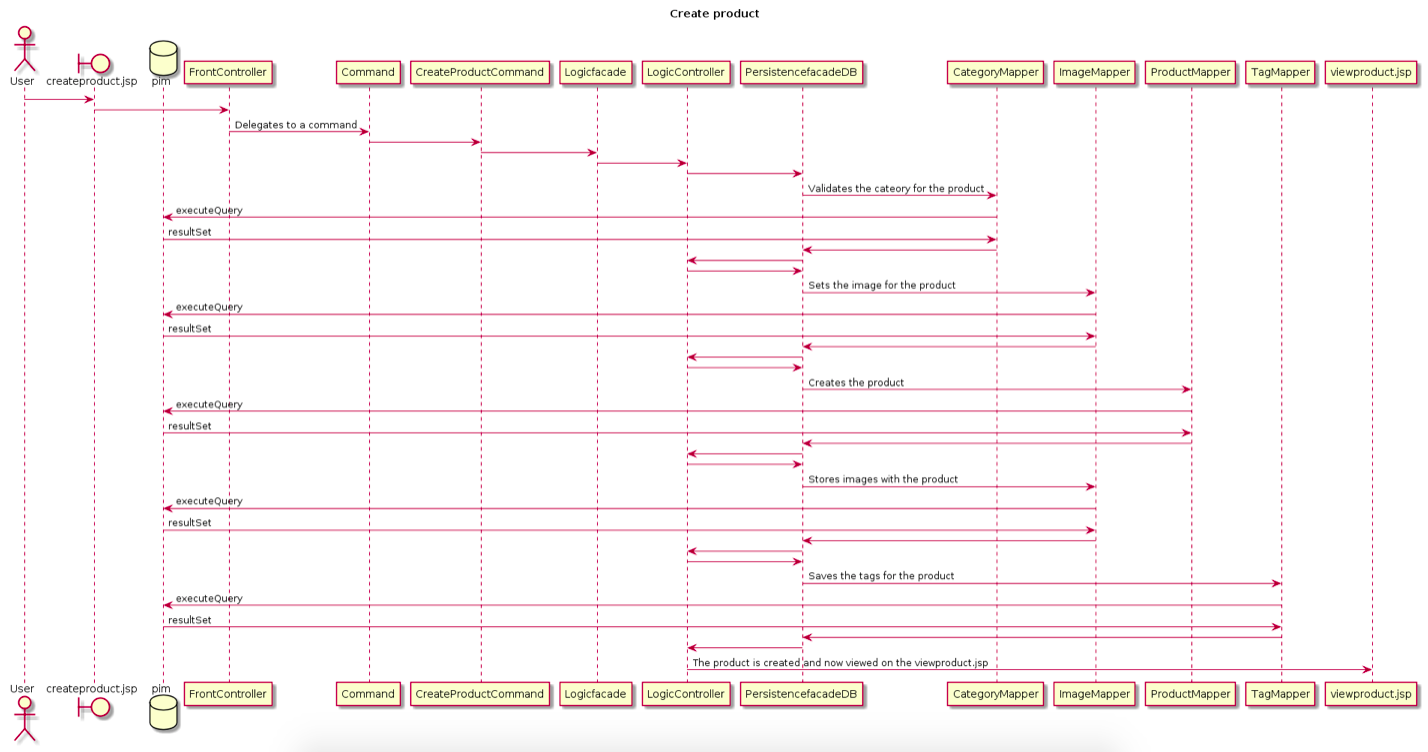 Create product
User
createproduct.jsp
pim
FrontController
Command
CreateProductCommand
Logicfacade
LogicController
PersistencefacadeDB
CategoryMapper
ImageMapper
ProductMapper
TagMapper
viewproduct.jsp
Delegates to a command
Validates the cateory for the product
executeQuery
resultSet
Sets the image for the product
executeQuery
resultSet
Creates the product
executeQuery
resultSet
Stores images with the product
executeQuery
resultSet
Saves the tags for the product
executeQuery
resultSet
The product is created and now viewed on the viewproduct.jsp
User
createproduct.jsp
pim
FrontController
Command
CreateProductCommand
Logicfacade
LogicController
PersistencefacadeDB
CategoryMapper
ImageMapper
ProductMapper
TagMapper
viewproduct.jsp